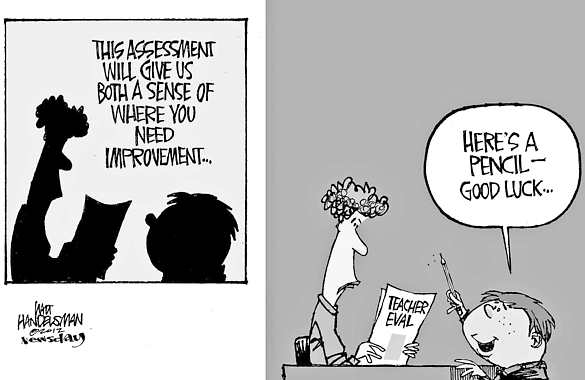 THIS ASSESSMENT
WILL GIVE US
BOTH A SENSE OF
WHERE YOU
NEED
IMPROVEMENT...
WALT
HANDELSMAN
©2012
Newsday
HERE'S A
PENCIL—
GOOD LUCK...
TEACHER
EVAL